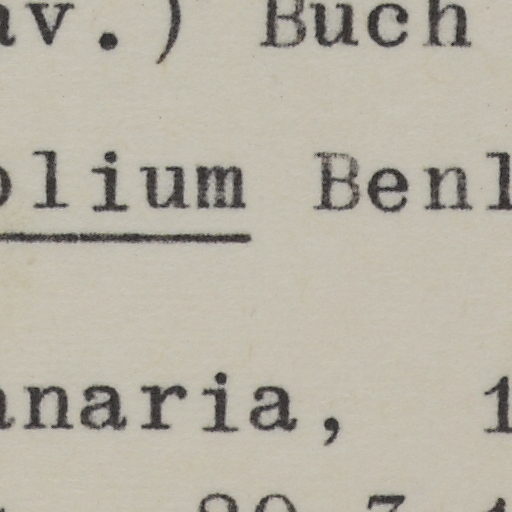 av.) Buch
olium Benl
anaria, 1